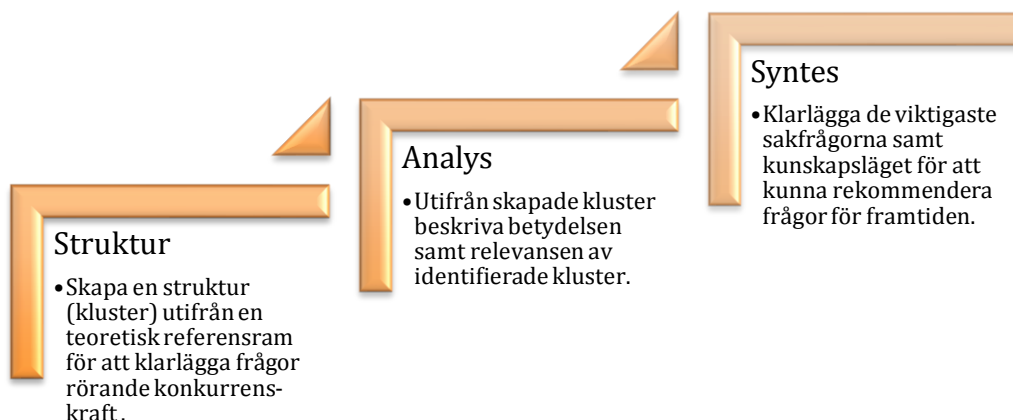 Struktur
•Skapa en struktur
(kluster) utifrån en
teoretisk referensram
för att klarlägga frågor
rörande konkurrens-
kraft.
Analys
•Utifrån skapade kluster
beskriva betydelsen
samt relevansen av
identifierade kluster.
Syntes
•Klarlägga de viktigaste
sakfrågorna samt
kunskapsläget för att
kunna rekommendera
frågor för framtiden.